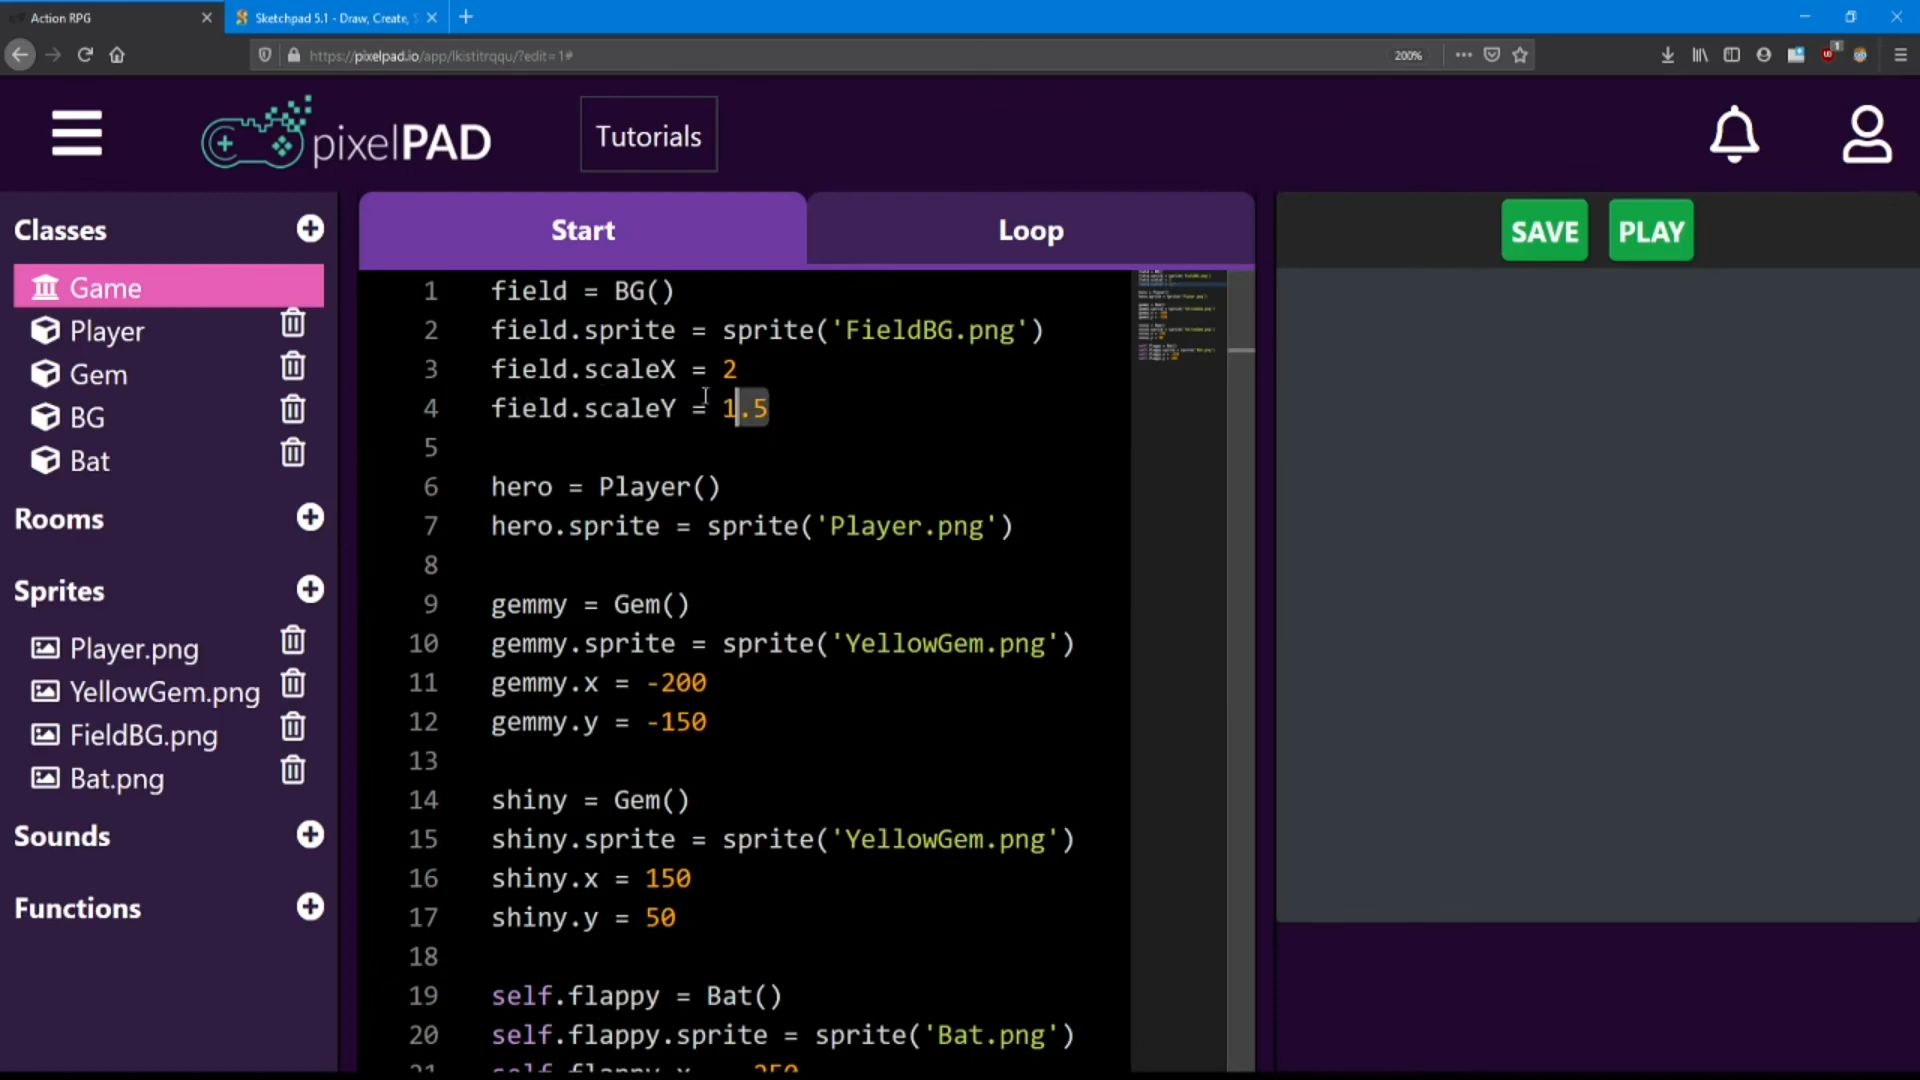 Action RPG
Sketchpad 5.1 - Draw, Create, S
https://pixelpad.io/app/lkistitrqqu/?edit=1#
200%
pixelPAD
Tutorials
Classes
Game
Player
Gem
BG
Bat
Rooms
Sprites
Player.png
YellowGem.png
FieldBG.png
Bat.png
Sounds
Functions
Start
Loop
1 field = BG()
2 field.sprite = sprite('FieldBG.png')
3 field.scaleX = 2
4 field.scaleY = 1.5
5
6 hero = Player()
7 hero.sprite = sprite('Player.png')
8
9 gemmy = Gem()
10 gemmy.sprite = sprite('YellowGem.png')
11 gemmy.x = -200
12 gemmy.y = -150
13
14 shiny = Gem()
15 shiny.sprite = sprite('YellowGem.png')
16 shiny.x = 150
17 shiny.y = 50
18
19 self.flappy = Bat()
20 self.flappy.sprite = sprite('Bat.png')
SAVE
PLAY